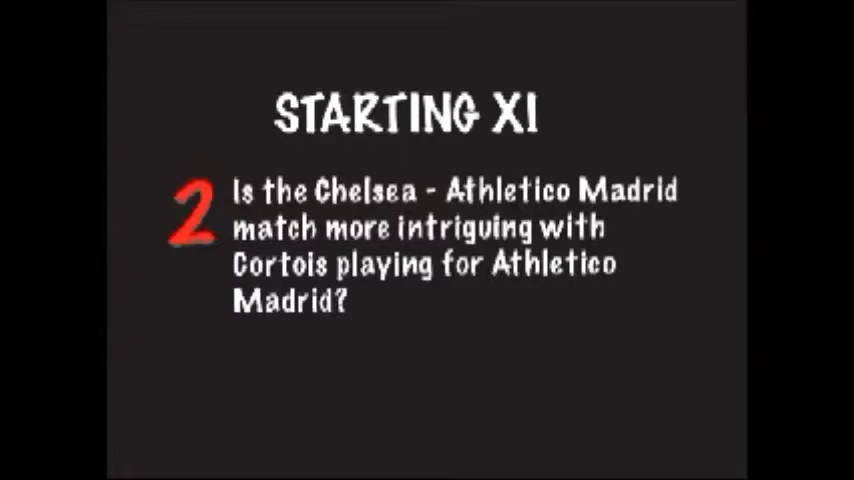 STARTING XI
2 Is the Chelsea - Athletico Madrid
match more intriguing with
Cortois playing for Athletico
Madrid?